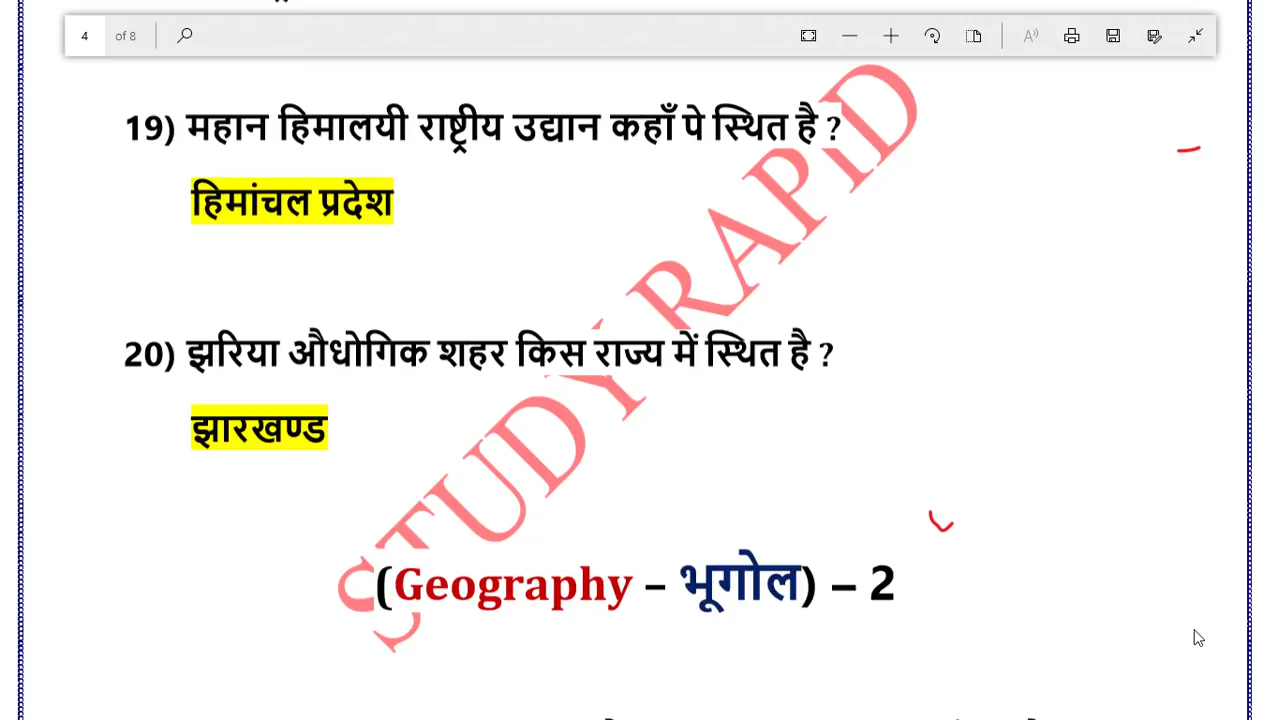 4 of 8
19) महान हिमालयी राष्ट्रीय उद्यान कहाँ पे स्थित है ?
हिमांचल प्रदेश
20) झरिया औधोगिक शहर किस राज्य में स्थित है ?
झारखण्ड
STUDY RAPID
(Geography – भूगोल) – 2